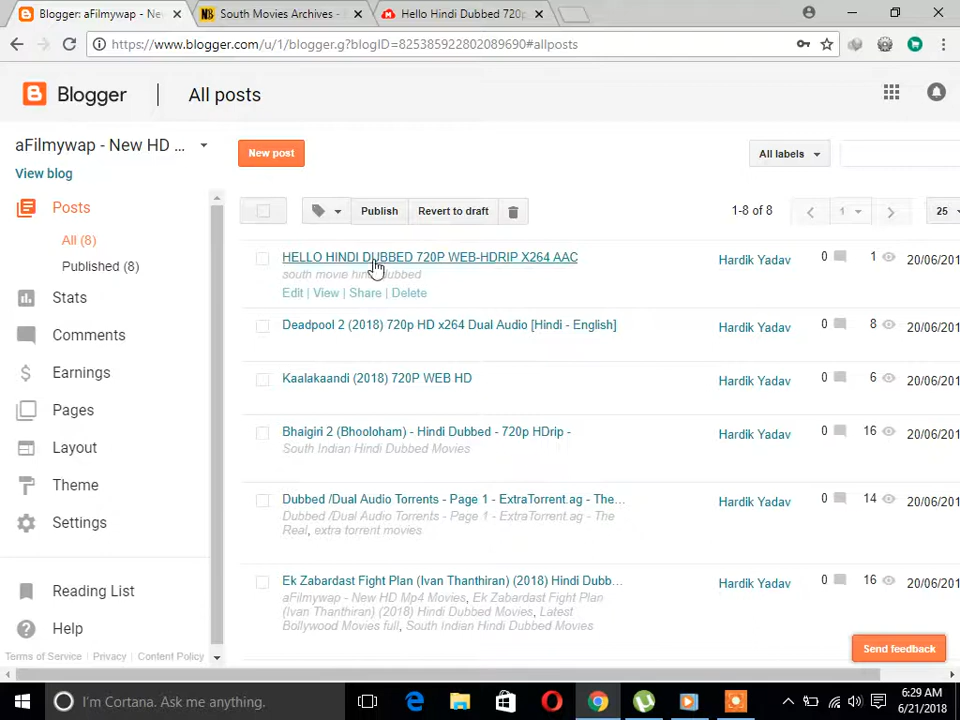 Blogger: aFilmywap - Ne
South Movies Archives -
Hello Hindi Dubbed 720p
https://www.blogger.com/u/1/blogger.g?blogID=825385922802089690#allposts
Blogger
All posts
aFilmywap - New HD ...
View blog
New post
All labels
Posts
All (8)
Published (8)
Stats
Comments
Earnings
Pages
Layout
Theme
Settings
Reading List
Help
Terms of Service | Privacy | Content Policy
Publish
Revert to draft
1-8 of 8
1
25
HELLO HINDI DUBBED 720P WEB-HDRIP X264 AAC
south movie hindi dubbed
Edit | View | Share | Delete
Hardik Yadav
0
1
20/06/201
Deadpool 2 (2018) 720p HD x264 Dual Audio [Hindi - English]
Hardik Yadav
0
8
20/06/201
Kaalakaandi (2018) 720P WEB HD
Hardik Yadav
0
6
20/06/201
Bhaigiri 2 (Bhooloham) - Hindi Dubbed - 720p HDrip -
South Indian Hindi Dubbed Movies
Hardik Yadav
0
16
20/06/201
Dubbed /Dual Audio Torrents - Page 1 - ExtraTorrent.ag - The...
Dubbed /Dual Audio Torrents - Page 1 - ExtraTorrent.ag - The
Real, extra torrent movies
Hardik Yadav
0
14
20/06/201
Ek Zabardast Fight Plan (Ivan Thanthiran) (2018) Hindi Dubb...
aFilmywap - New HD Mp4 Movies, Ek Zabardast Fight Plan
(Ivan Thanthiran) (2018) Hindi Dubbed Movies, Latest
Bollywood Movies full, South Indian Hindi Dubbed Movies
Hardik Yadav
0
16
20/06/201
Send feedback
I'm Cortana. Ask me anything.
6:29 AM
6/21/2018